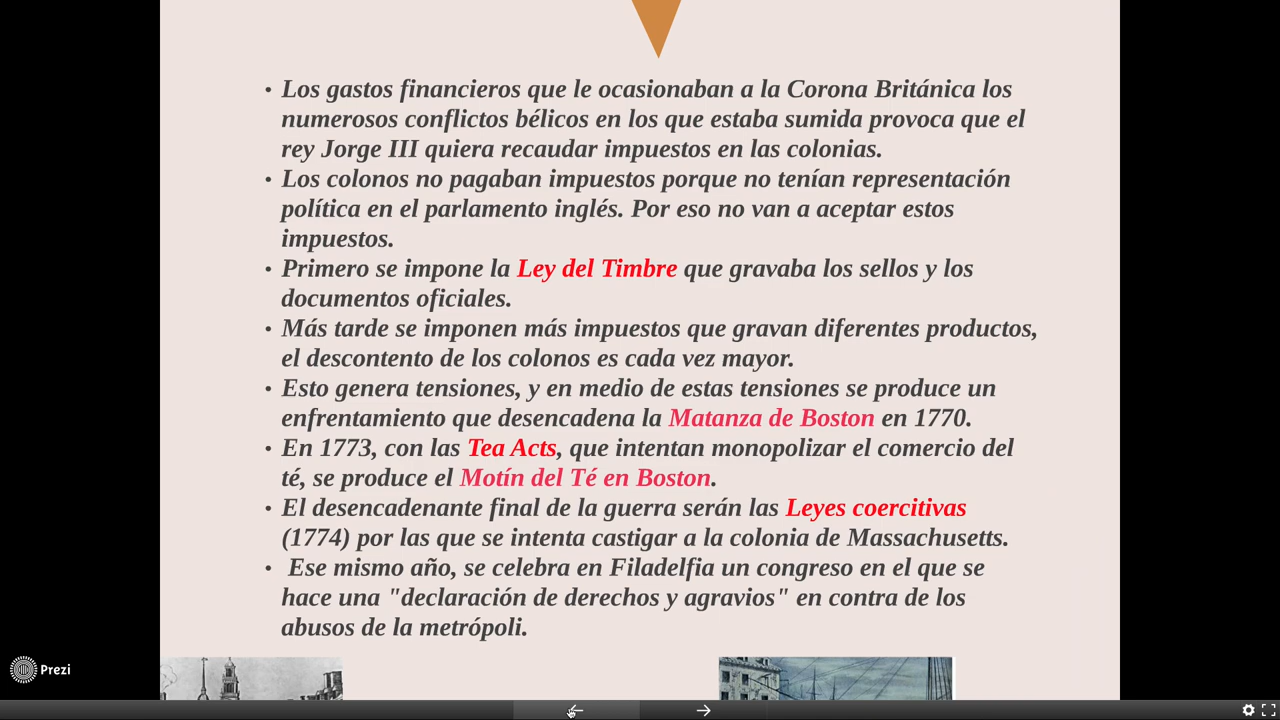 • Los gastos financieros que le ocasionaban a la Corona Británica los
numerosos conflictos bélicos en los que estaba sumida provoca que el
rey Jorge III quiera recaudar impuestos en las colonias.
• Los colonos no pagaban impuestos porque no tenían representación
política en el parlamento inglés. Por eso no van a aceptar estos
impuestos.
• Primero se impone la Ley del Timbre que gravaba los sellos y los
documentos oficiales.
• Más tarde se imponen más impuestos que gravan diferentes productos,
el descontento de los colonos es cada vez mayor.
• Esto genera tensiones, y en medio de estas tensiones se produce un
enfrentamiento que desencadena la Matanza de Boston en 1770.
• En 1773, con las Tea Acts, que intentan monopolizar el comercio del
té, se produce el Motín del Té en Boston.
• El desencadenante final de la guerra serán las Leyes coercitivas
(1774) por las que se intenta castigar a la colonia de Massachusetts.
• Ese mismo año, se celebra en Filadelfia un congreso en el que se
hace una "declaración de derechos y agravios" en contra de los
abusos de la metrópoli.
Prezi